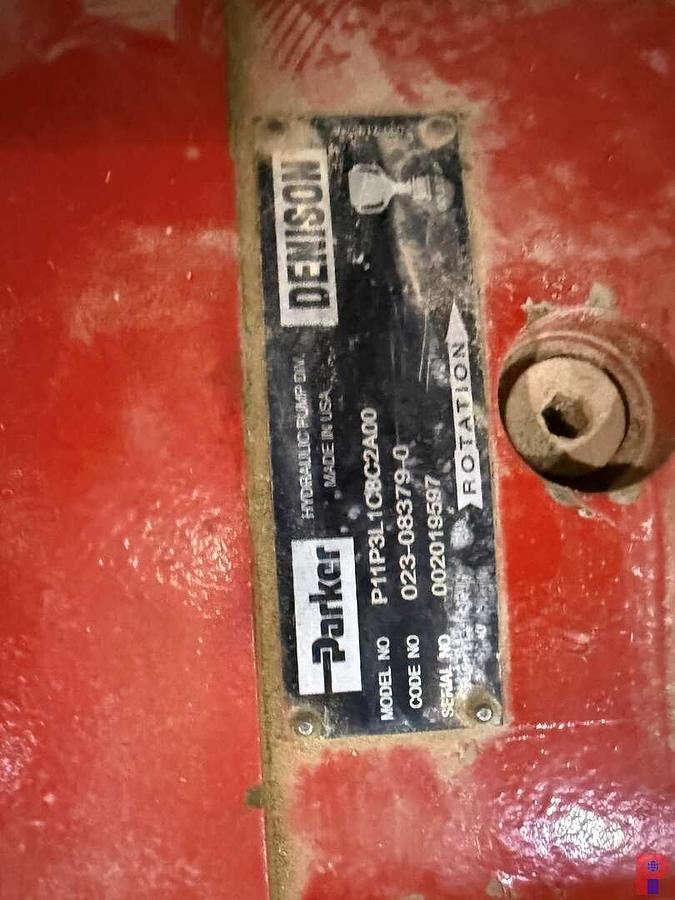 Parker
DENISON
HYDRAULIC PUMP DIV.
MADE IN USA
MODEL NO P11P3L1C8C2A00
CODE NO 023-08379-0
SERIAL NO 002019597
ROTATION